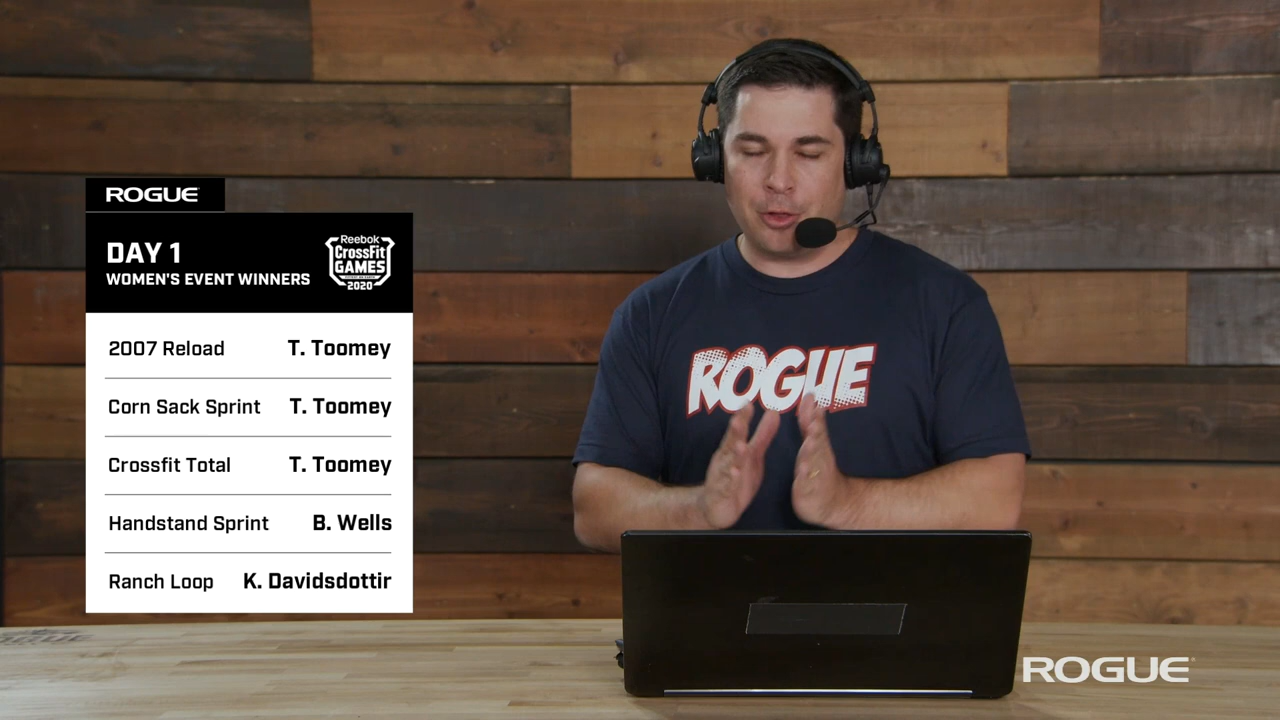 ROGUE
DAY 1
WOMEN'S EVENT WINNERS
Reebok
CrossFit
GAMES
2020
2007 Reload T. Toomey
Corn Sack Sprint T. Toomey
Crossfit Total T. Toomey
Handstand Sprint B. Wells
Ranch Loop K. Davidsdottir
ROGUE
ROGUE